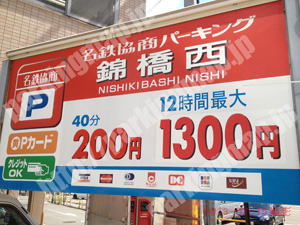 名鉄協商パーキング
錦橋西
NISHIKIBASHI NISHI
名鉄協商
P
Pカード
クレジット
OK
40分
200円
12時間最大
1300円